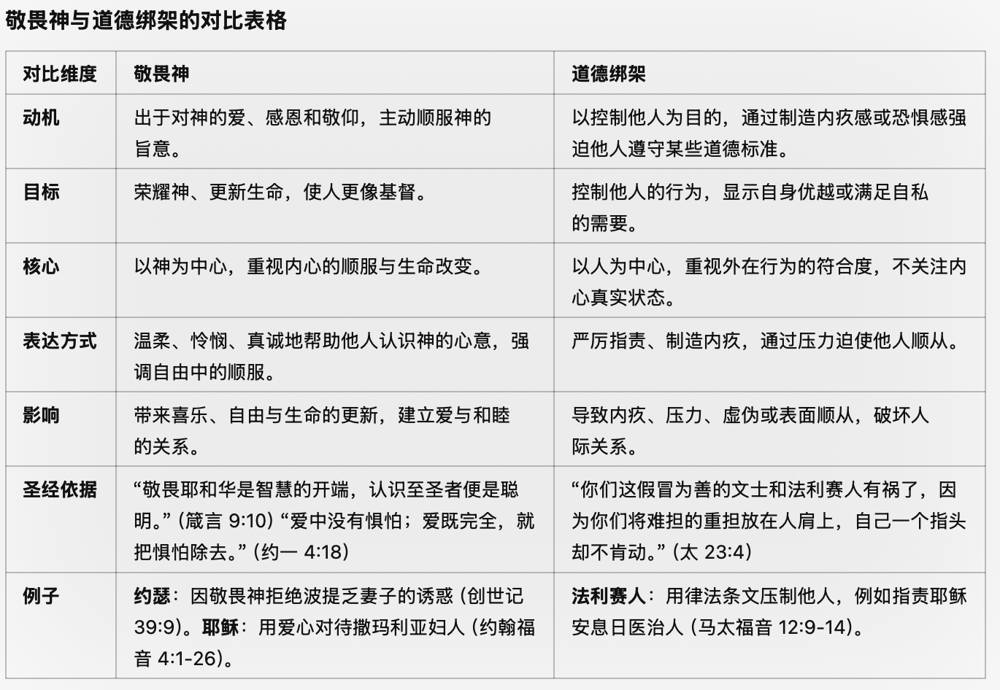 敬畏神与道德绑架的对比表格
对比维度
敬畏神
道德绑架
动机
出于对神的爱、感恩和敬仰，主动顺服神的
旨意。
以控制他人为目的，通过制造内疚感或恐惧感强
迫他人遵守某些道德标准。
目标
荣耀神、更新生命，使人更像基督。
控制他人的行为，显示自身优越或满足自私
的需要。
核心
以神为中心，重视内心的顺服与生命改变。
以人为中心，重视外在行为的符合度，不关注内
心真实状态。
表达方式
温柔、怜悯、真诚地帮助他人认识神的心意，强
调自由中的顺服。
严厉指责、制造内疚，通过压力迫使他人顺从。
影响
带来喜乐、自由与生命的更新，建立爱与和睦
的关系。
导致内疚、压力、虚伪或表面顺从，破坏人
际关系。
圣经依据
“敬畏耶和华是智慧的开端，认识至圣者便是聪
明。” (箴言 9:10) “爱中没有惧怕；爱既完全，就
把惧怕除去。” (约一 4:18)
“你们这假冒为善的文士和法利赛人有祸了，因
为你们将难担的重担放在人肩上，自己一个指头
却不肯动。” (太 23:4)
例子
约瑟：因敬畏神拒绝波提乏妻子的诱惑 (创世记
39:9)。耶稣：用爱心对待撒玛利亚妇人 (约翰福
音 4:1-26)。
法利赛人：用律法条文压制他人，例如指责耶稣
安息日医治人 (马太福音 12:9-14)。